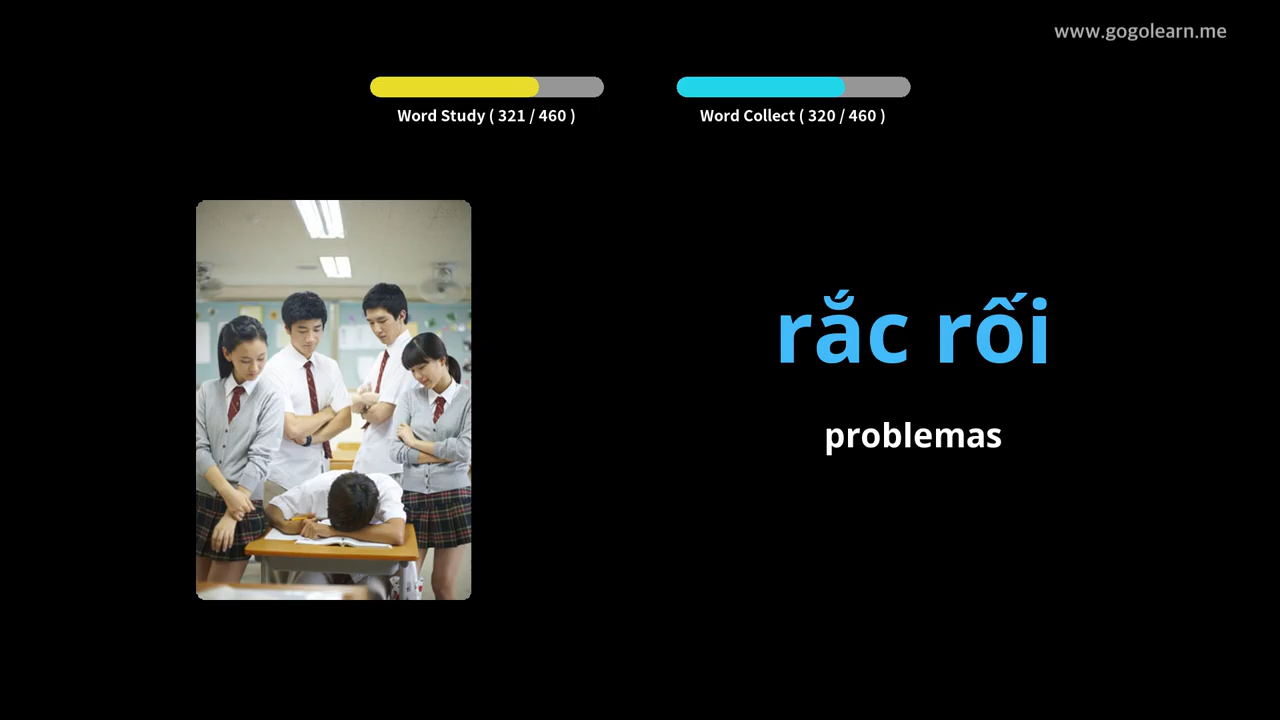 www.gogolearn.me
Word Study ( 321 / 460 )
Word Collect ( 320 / 460 )
rắc rối
problemas